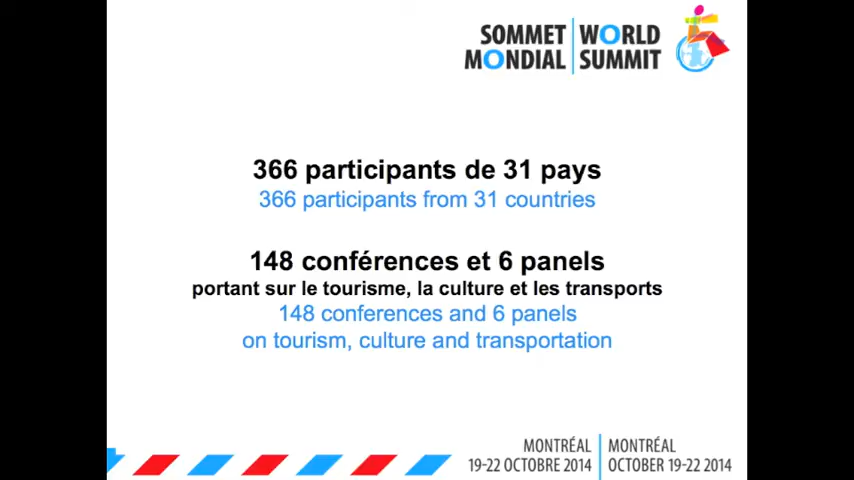 SOMMET MONDIAL
WORLD SUMMIT
366 participants de 31 pays
366 participants from 31 countries
148 conférences et 6 panels
portant sur le tourisme, la culture et les transports
148 conferences and 6 panels
on tourism, culture and transportation
MONTRÉAL
19-22 OCTOBRE 2014
MONTRÉAL
OCTOBER 19-22 2014